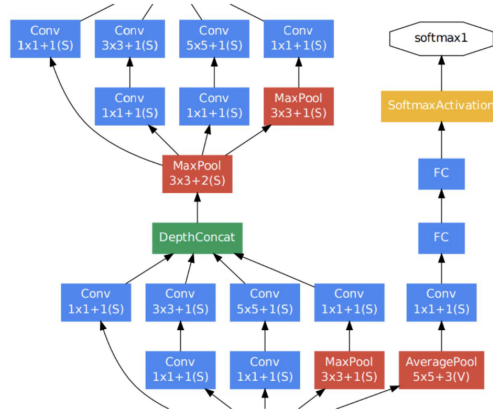 Conv
1x1+1(S)
Conv
3x3+1(S)
Conv
5x5+1(S)
Conv
1x1+1(S)
softmax1
Conv
1x1+1(S)
Conv
1x1+1(S)
MaxPool
3x3+1(S)
SoftmaxActivation
MaxPool
3x3+2(S)
FC
DepthConcat
FC
Conv
1x1+1(S)
Conv
3x3+1(S)
Conv
5x5+1(S)
Conv
1x1+1(S)
Conv
1x1+1(S)
Conv
1x1+1(S)
Conv
1x1+1(S)
MaxPool
3x3+1(S)
AveragePool
5x5+3(V)